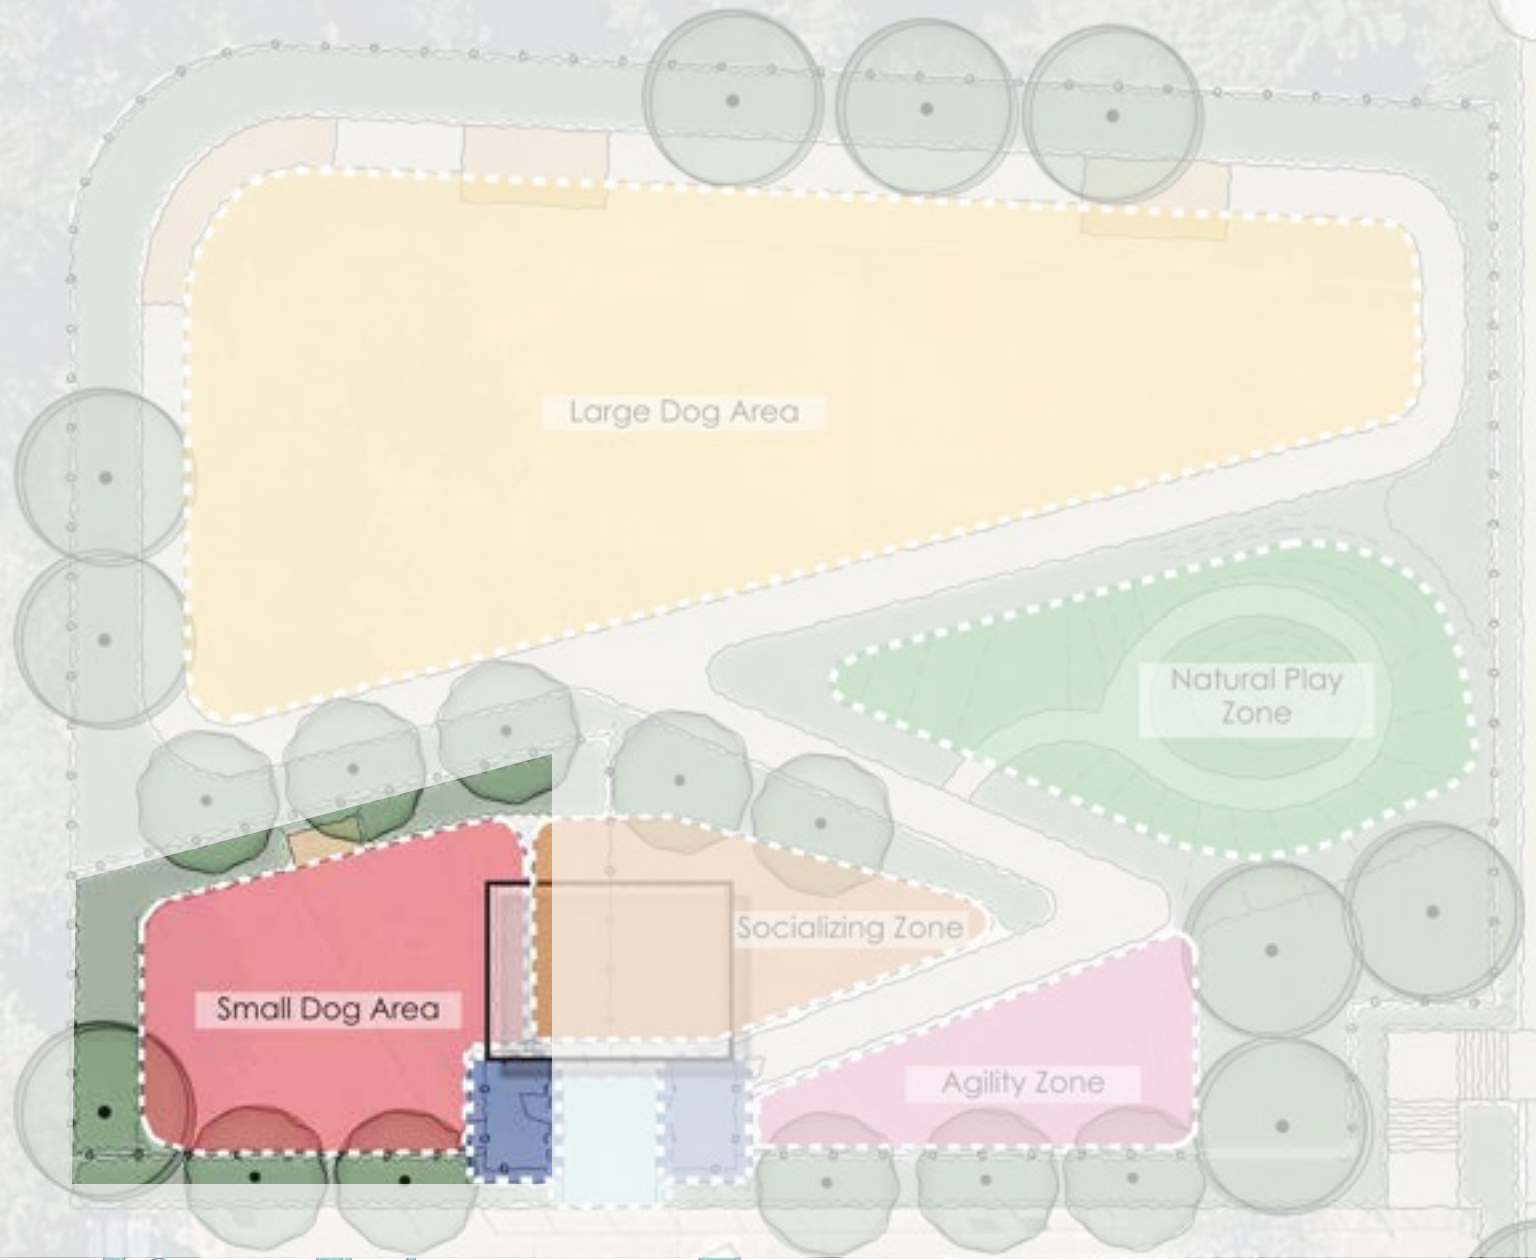 Large Dog Area
Natural Play
Zone
Socializing Zone
Small Dog Area
Agility Zone